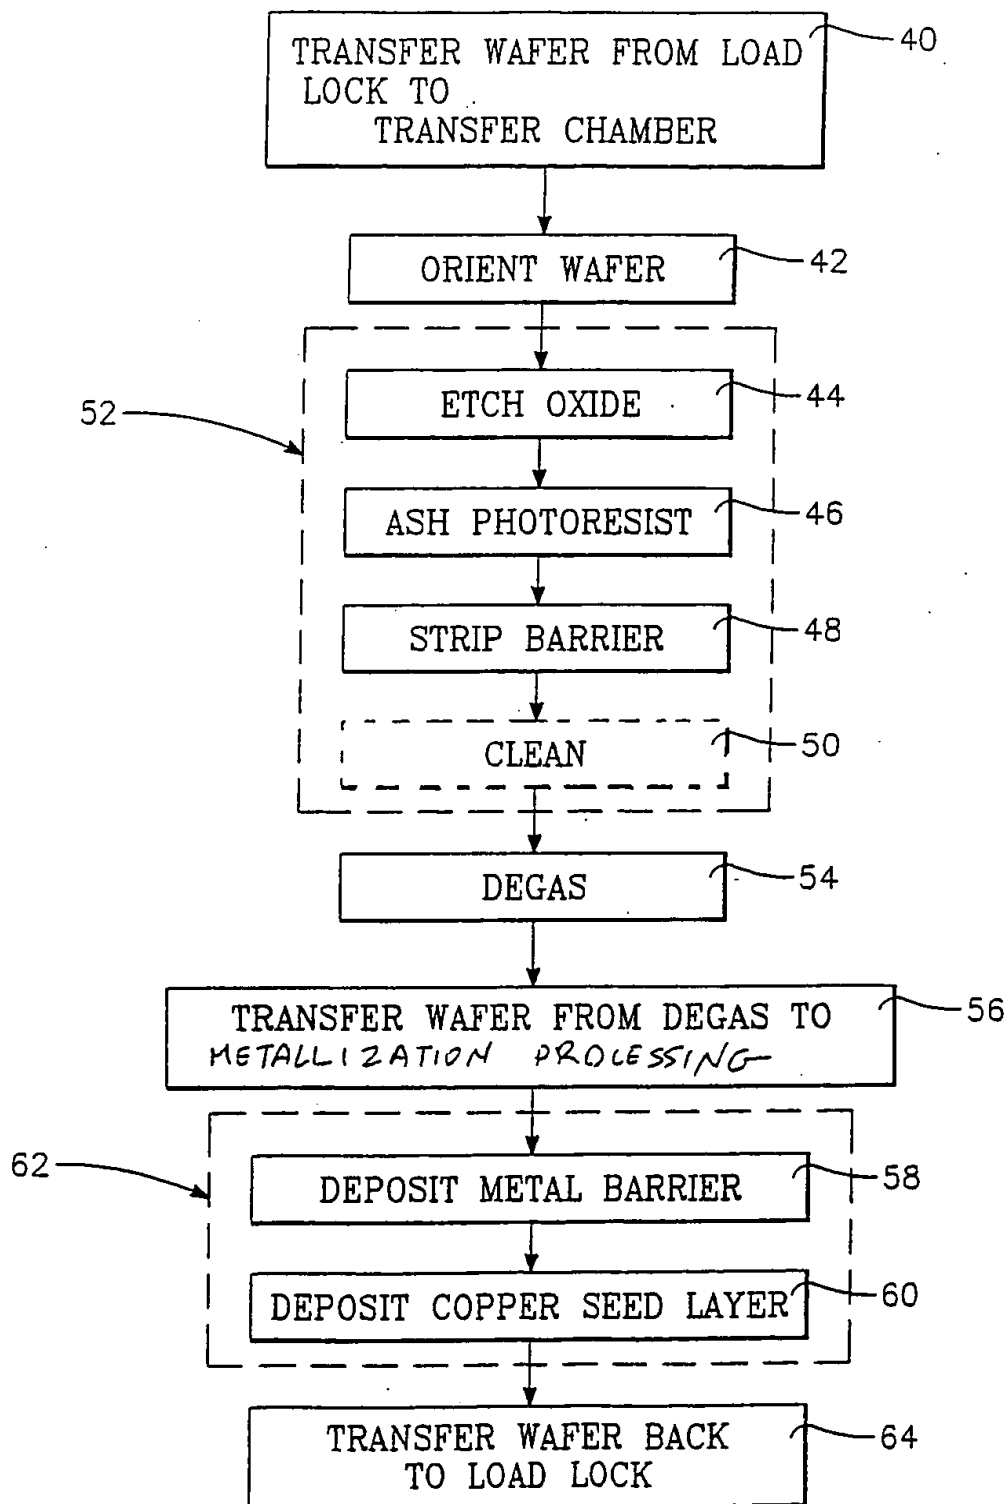 TRANSFER WAFER FROM LOAD
LOCK TO
TRANSFER CHAMBER
40
ORIENT WAFER
42
52
ETCH OXIDE
44
ASH PHOTORESIST
46
STRIP BARRIER
48
CLEAN
50
DEGAS
54
TRANSFER WAFER FROM DEGAS TO
METALLIZATION PROCESSING
56
62
DEPOSIT METAL BARRIER
58
DEPOSIT COPPER SEED LAYER
60
TRANSFER WAFER BACK
TO LOAD LOCK
64